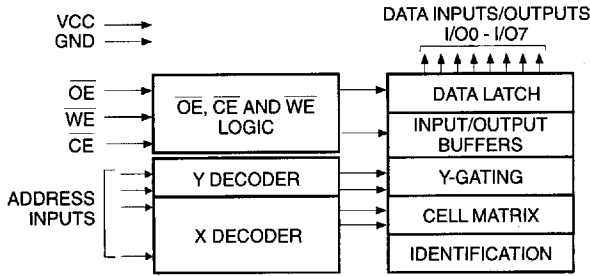 VCC
GND
DATA INPUTS/OUTPUTS
I/O0 - I/O7
OE
WE
CE
OE, CE AND WE
LOGIC
DATA LATCH
INPUT/OUTPUT
BUFFERS
ADDRESS
INPUTS
Y DECODER
Y-GATING
X DECODER
CELL MATRIX
IDENTIFICATION